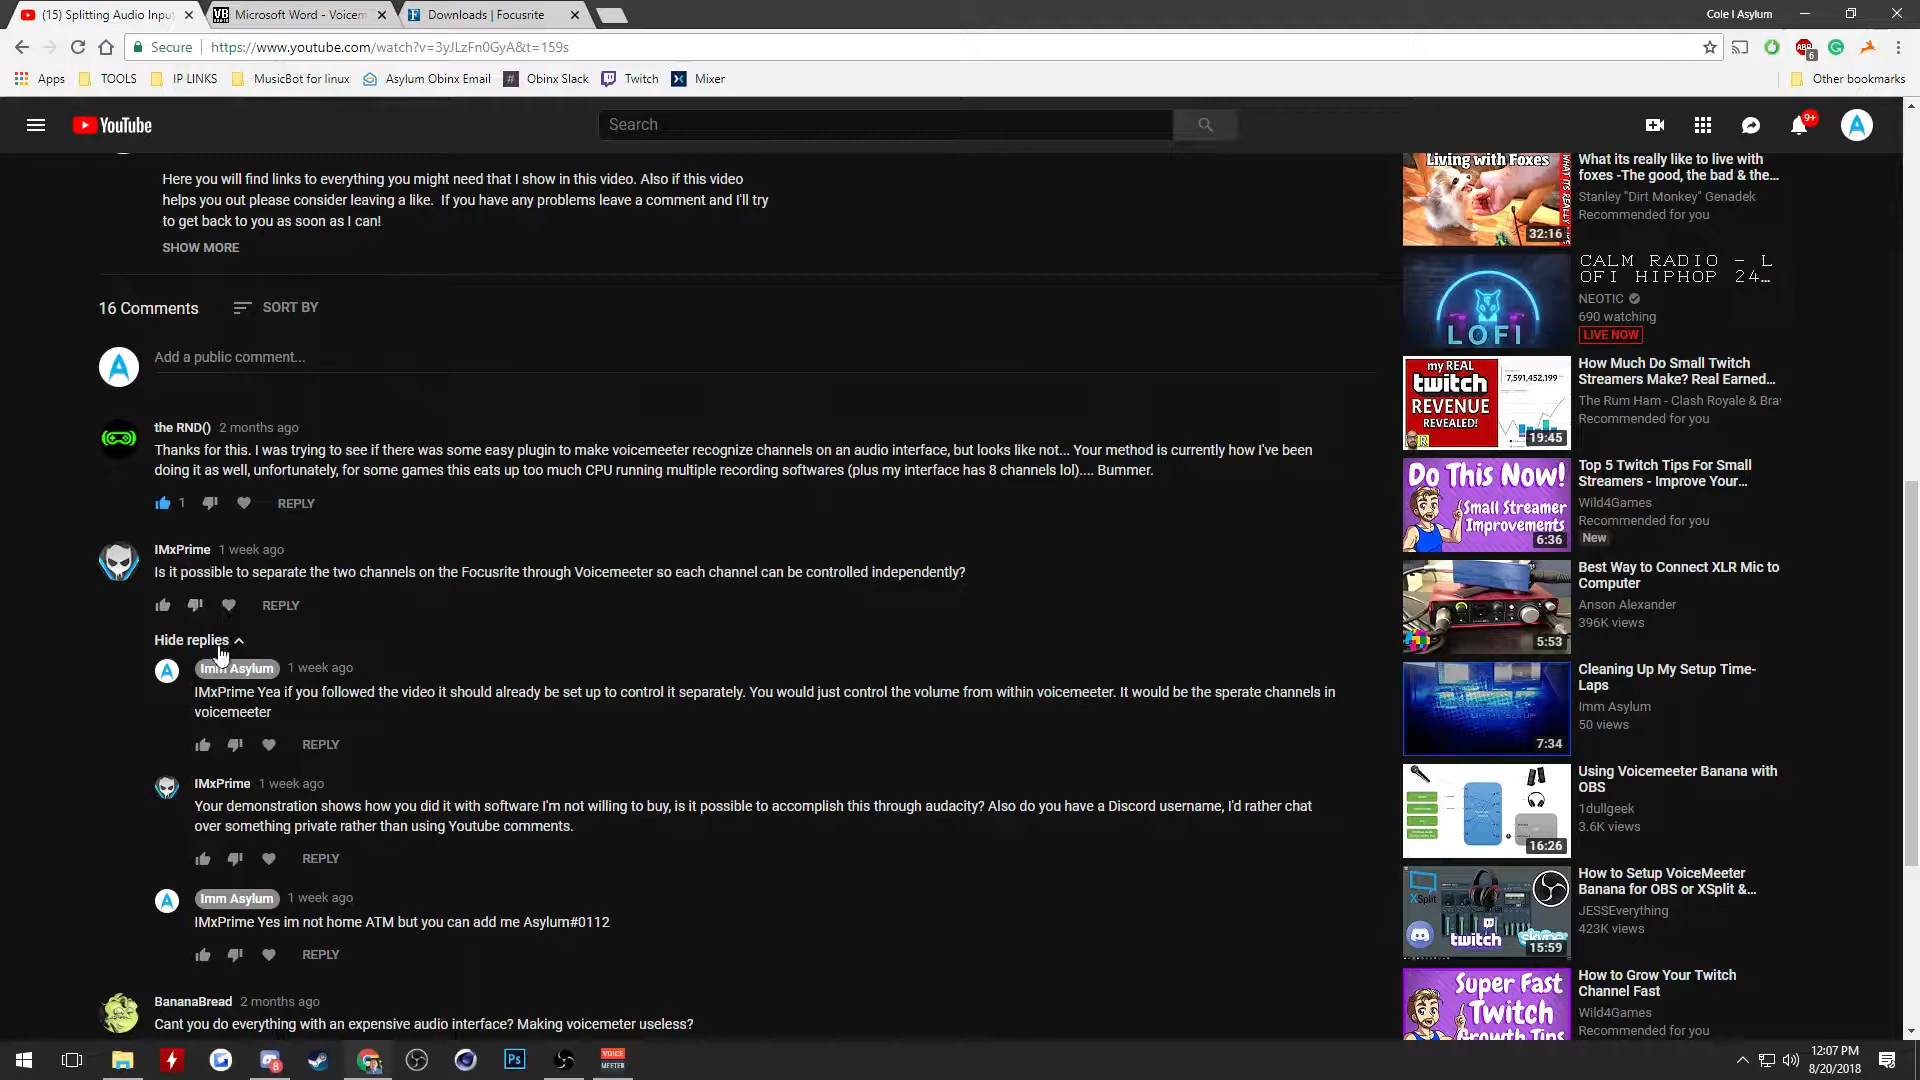 (15) Splitting Audio Inpu
Microsoft Word - Voicem
Downloads | Focusrite
Cole I Asylum
Secure
https://www.youtube.com/watch?v=3yJLzFn0GyA&t=159s
ABP
6
Apps
TOOLS
IP LINKS
MusicBot for linux
Asylum Obinx Email
Obinx Slack
Twitch
Mixer
Other bookmarks
YouTube
Search
9+
Here you will find links to everything you might need that I show in this video. Also if this video
helps you out please consider leaving a like. If you have any problems leave a comment and I'll try
to get back to you as soon as I can!
SHOW MORE
16 Comments
SORT BY
Add a public comment...
the RND() 2 months ago
Thanks for this. I was trying to see if there was some easy plugin to make voicemeeter recognize channels on an audio interface, but looks like not... Your method is currently how I've been
doing it as well, unfortunately, for some games this eats up too much CPU running multiple recording softwares (plus my interface has 8 channels lol).... Bummer.
1
REPLY
IMxPrime 1 week ago
Is it possible to separate the two channels on the Focusrite through Voicemeeter so each channel can be controlled independently?
REPLY
Hide replies
Imm Asylum 1 week ago
IMxPrime Yea if you followed the video it should already be set up to control it separately. You would just control the volume from within voicemeeter. It would be the sperate channels in
voicemeeter
REPLY
IMxPrime 1 week ago
Your demonstration shows how you did it with software I'm not willing to buy, is it possible to accomplish this through audacity? Also do you have a Discord username, I'd rather chat
over something private rather than using Youtube comments.
REPLY
Imm Asylum 1 week ago
IMxPrime Yes im not home ATM but you can add me Asylum#0112
REPLY
BananaBread 2 months ago
Cant you do everything with an expensive audio interface? Making voicemeter useless?
Living with Foxes
32:16
What its really like to live with
foxes -The good, the bad & the...
Stanley "Dirt Monkey" Genadek
Recommended for you
LOFI
CALM RADIO - L
OFI HIPHOP 24...
NEOTIC
690 watching
LIVE NOW
my REAL
twitch
REVENUE
REVEALED!
7,591,452,199
19:45
How Much Do Small Twitch
Streamers Make? Real Earned...
The Rum Ham - Clash Royale & Bra
Recommended for you
Do This Now!
Small Streamer
Improvements
6:36
Top 5 Twitch Tips For Small
Streamers - Improve Your...
Wild4Games
Recommended for you
New
5:53
Best Way to Connect XLR Mic to
Computer
Anson Alexander
396K views
7:34
Cleaning Up My Setup Time-
Laps
Imm Asylum
50 views
16:26
Using Voicemeeter Banana with
OBS
1dullgeek
3.6K views
XSplit
twitch
skype
15:59
How to Setup VoiceMeeter
Banana for OBS or XSplit &...
JESSEverything
423K views
Super Fast
Twitch
Growth Tips
How to Grow Your Twitch
Channel Fast
Wild4Games
Recommended for you
8
Ps
VOICE
MEETER
12:07 PM
8/20/2018